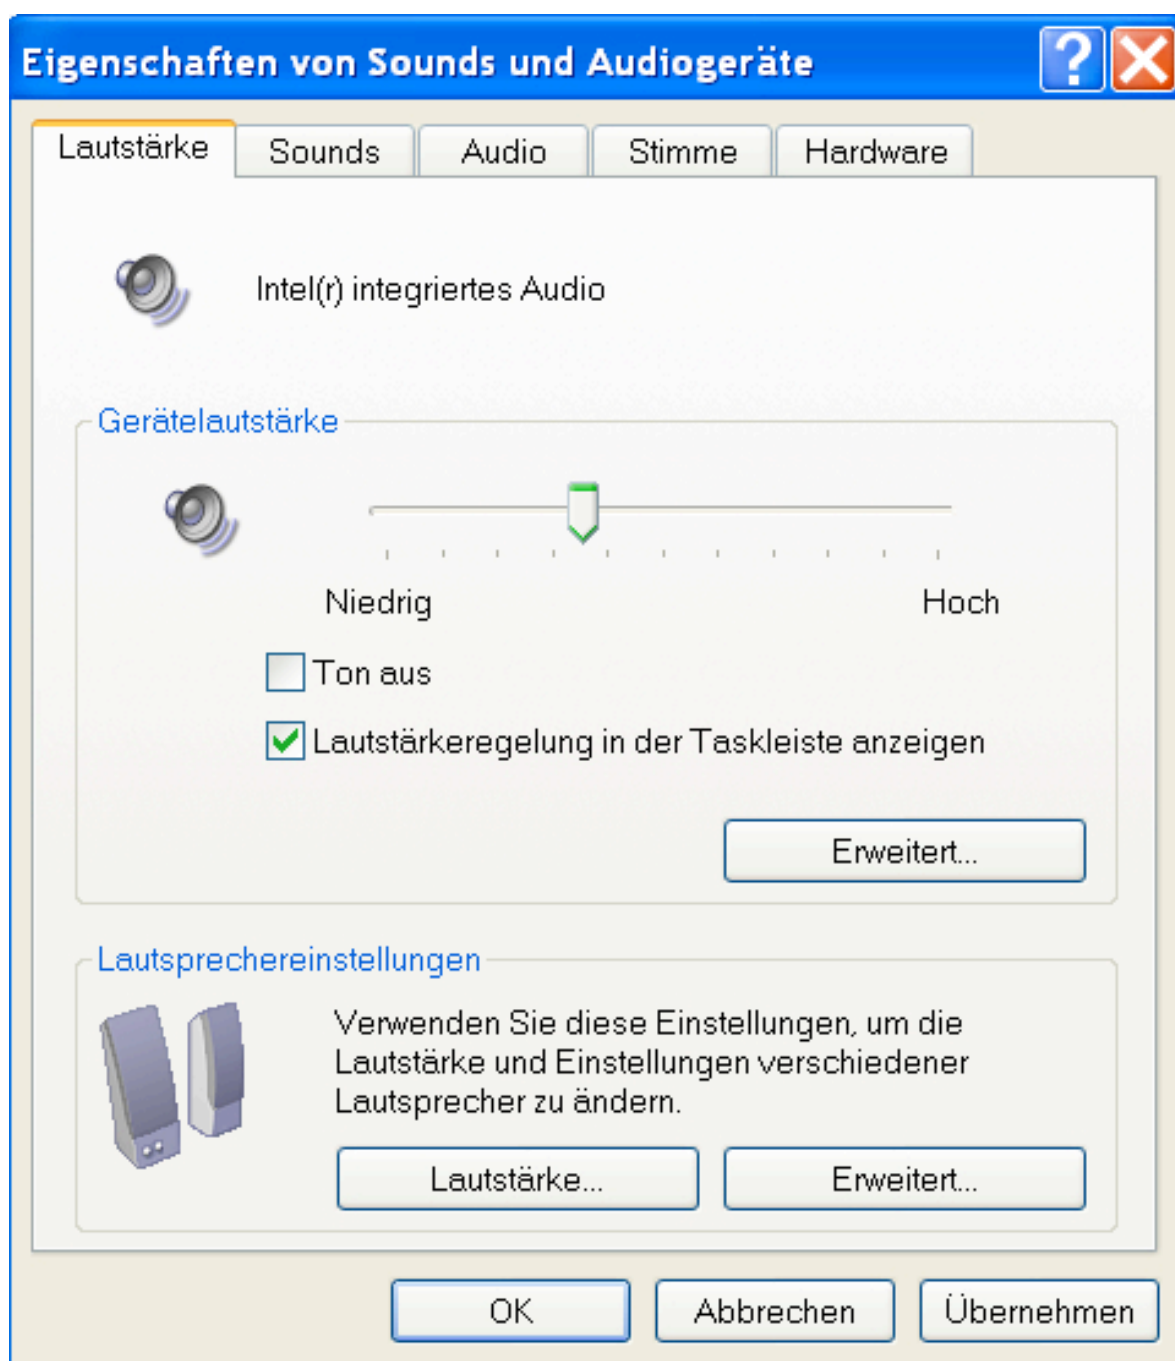 Eigenschaften von Sounds und Audiogeräte
Lautstärke Sounds Audio Stimme Hardware
Intel(r) integriertes Audio
Gerätelautstärke
Niedrig Hoch
Ton aus
Lautstärkeregelung in der Taskleiste anzeigen
Erweitert...
Lautsprechereinstellungen
Verwenden Sie diese Einstellungen, um die
Lautstärke und Einstellungen verschiedener
Lautsprecher zu ändern.
Lautstärke... Erweitert...
OK Abbrechen Übernehmen